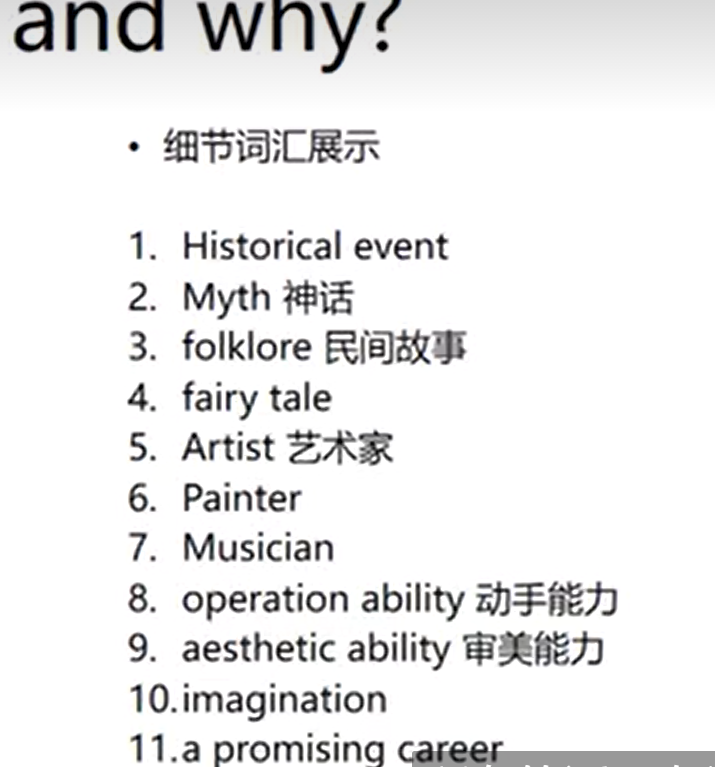 and why?
• 细节词汇展示
1. Historical event
2. Myth 神话
3. folklore 民间故事
4. fairy tale
5. Artist 艺术家
6. Painter
7. Musician
8. operation ability 动手能力
9. aesthetic ability 审美能力
10.imagination
11.a promising career